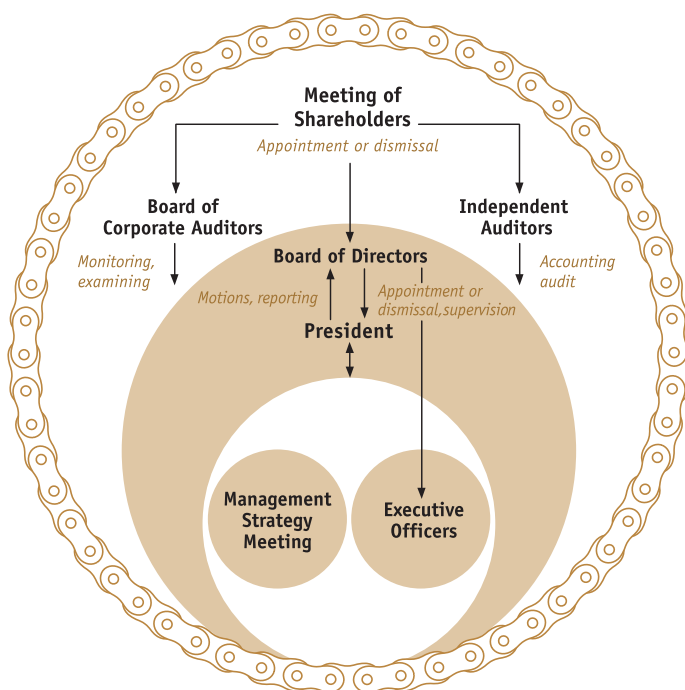 Meeting of
Shareholders
Appointment or dismissal
Board of
Corporate Auditors
Independent
Auditors
Monitoring,
examining
Board of Directors
Accounting
audit
Motions, reporting
Appointment or
dismissal,supervision
President
Management
Strategy
Meeting
Executive
Officers